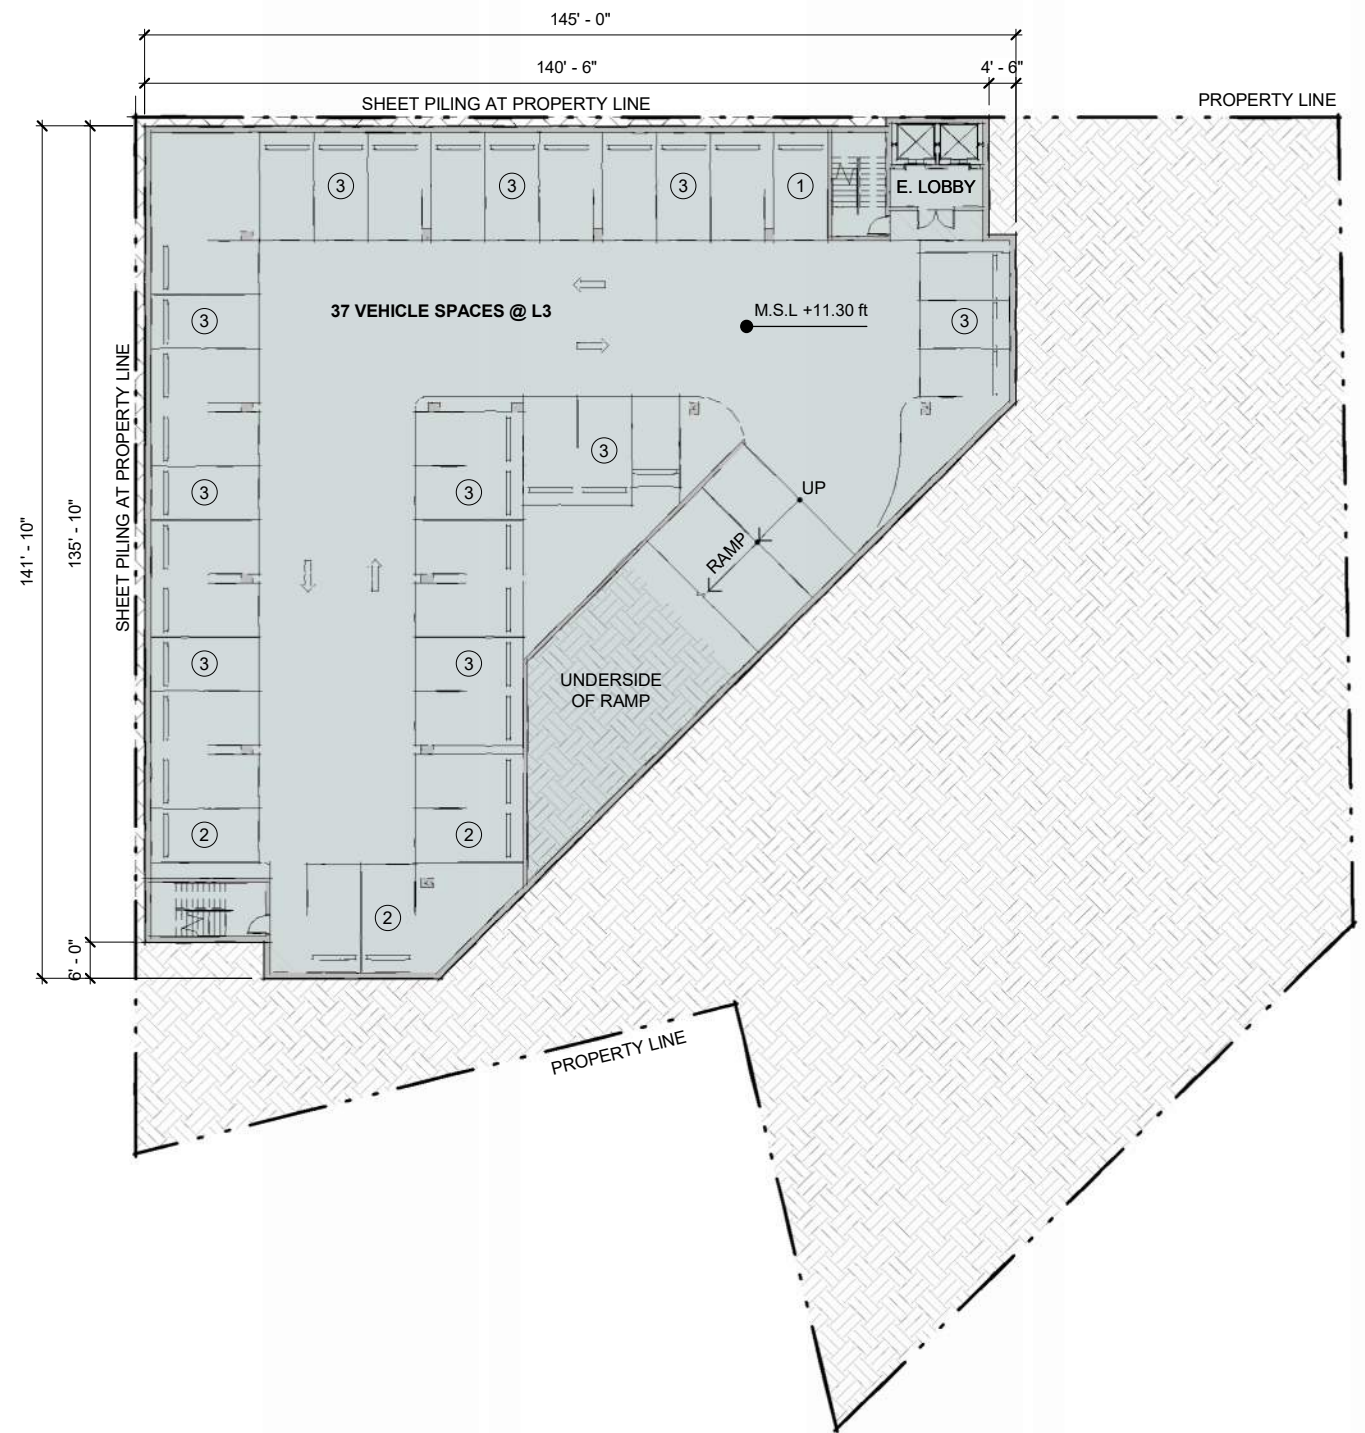 145' - 0"
140' - 6"
4' - 6"
SHEET PILING AT PROPERTY LINE
PROPERTY LINE
3
3
3
1
E. LOBBY
37 VEHICLE SPACES @ L3
M.S.L +11.30 ft
3
3
SHEET PILING AT PROPERTY LINE
141' - 10"
135' - 10"
3
3
3
UP
RAMP
3
3
UNDERSIDE
OF RAMP
2
2
2
6' - 0"
PROPERTY LINE